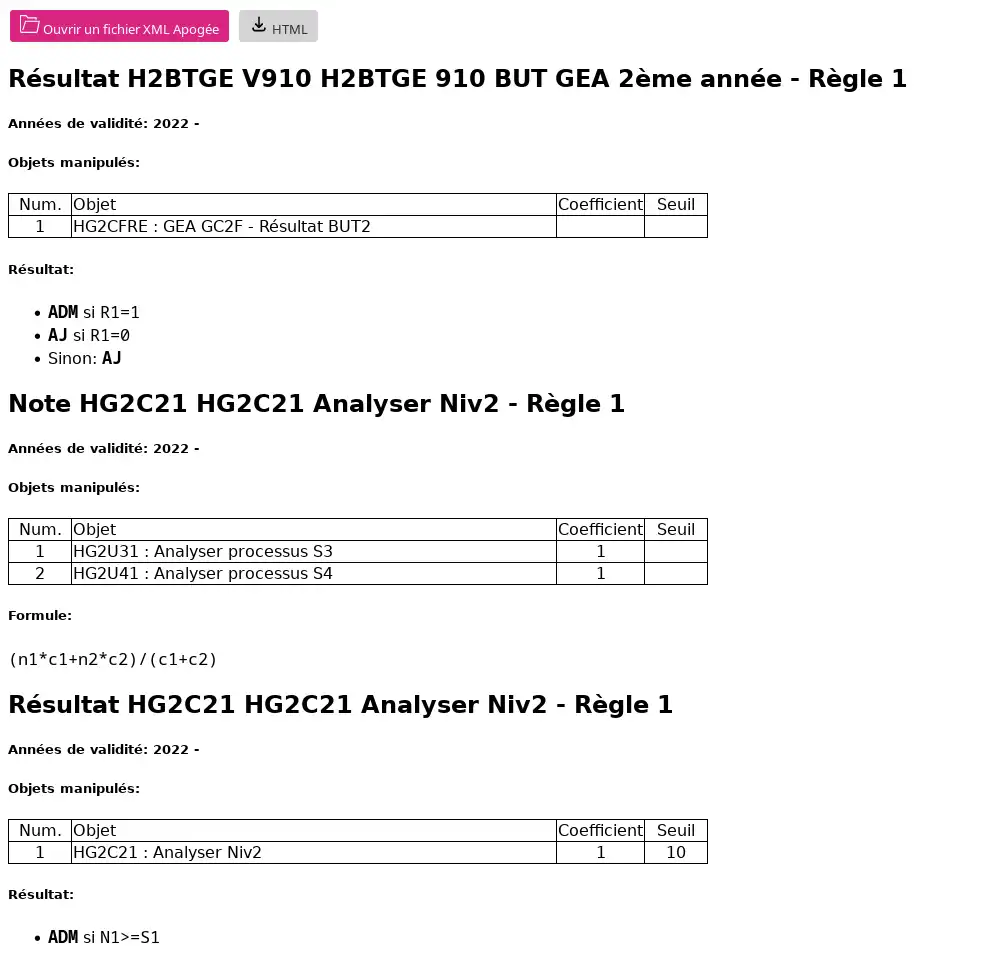 Ouvrir un fichier XML Apogée HTML
Résultat H2BTGE V910 H2BTGE 910 BUT GEA 2ème année - Règle 1
Années de validité: 2022 -
Objets manipulés:
Num. Objet Coefficient Seuil
1 HG2CFRE : GEA GC2F - Résultat BUT2
Résultat:
• ADM si R1=1
• AJ si R1=0
• Sinon: AJ
Note HG2C21 HG2C21 Analyser Niv2 - Règle 1
Années de validité: 2022 -
Objets manipulés:
Num. Objet Coefficient Seuil
1 HG2U31 : Analyser processus S3 1
2 HG2U41 : Analyser processus S4 1
Formule:
(n1*c1+n2*c2)/(c1+c2)
Résultat HG2C21 HG2C21 Analyser Niv2 - Règle 1
Années de validité: 2022 -
Objets manipulés:
Num. Objet Coefficient Seuil
1 HG2C21 : Analyser Niv2 1 10
Résultat:
• ADM si N1>=S1